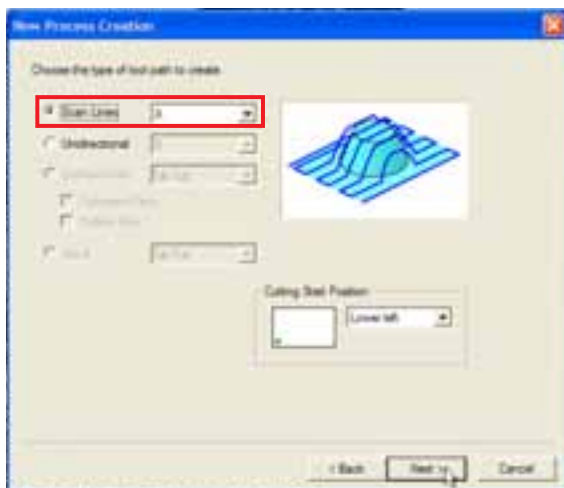 New Process Creation
Choose the type of tool path to create
Scan Lines X
Unidirectional X
Cutting Start Position
Lower left
< Back Next > Cancel